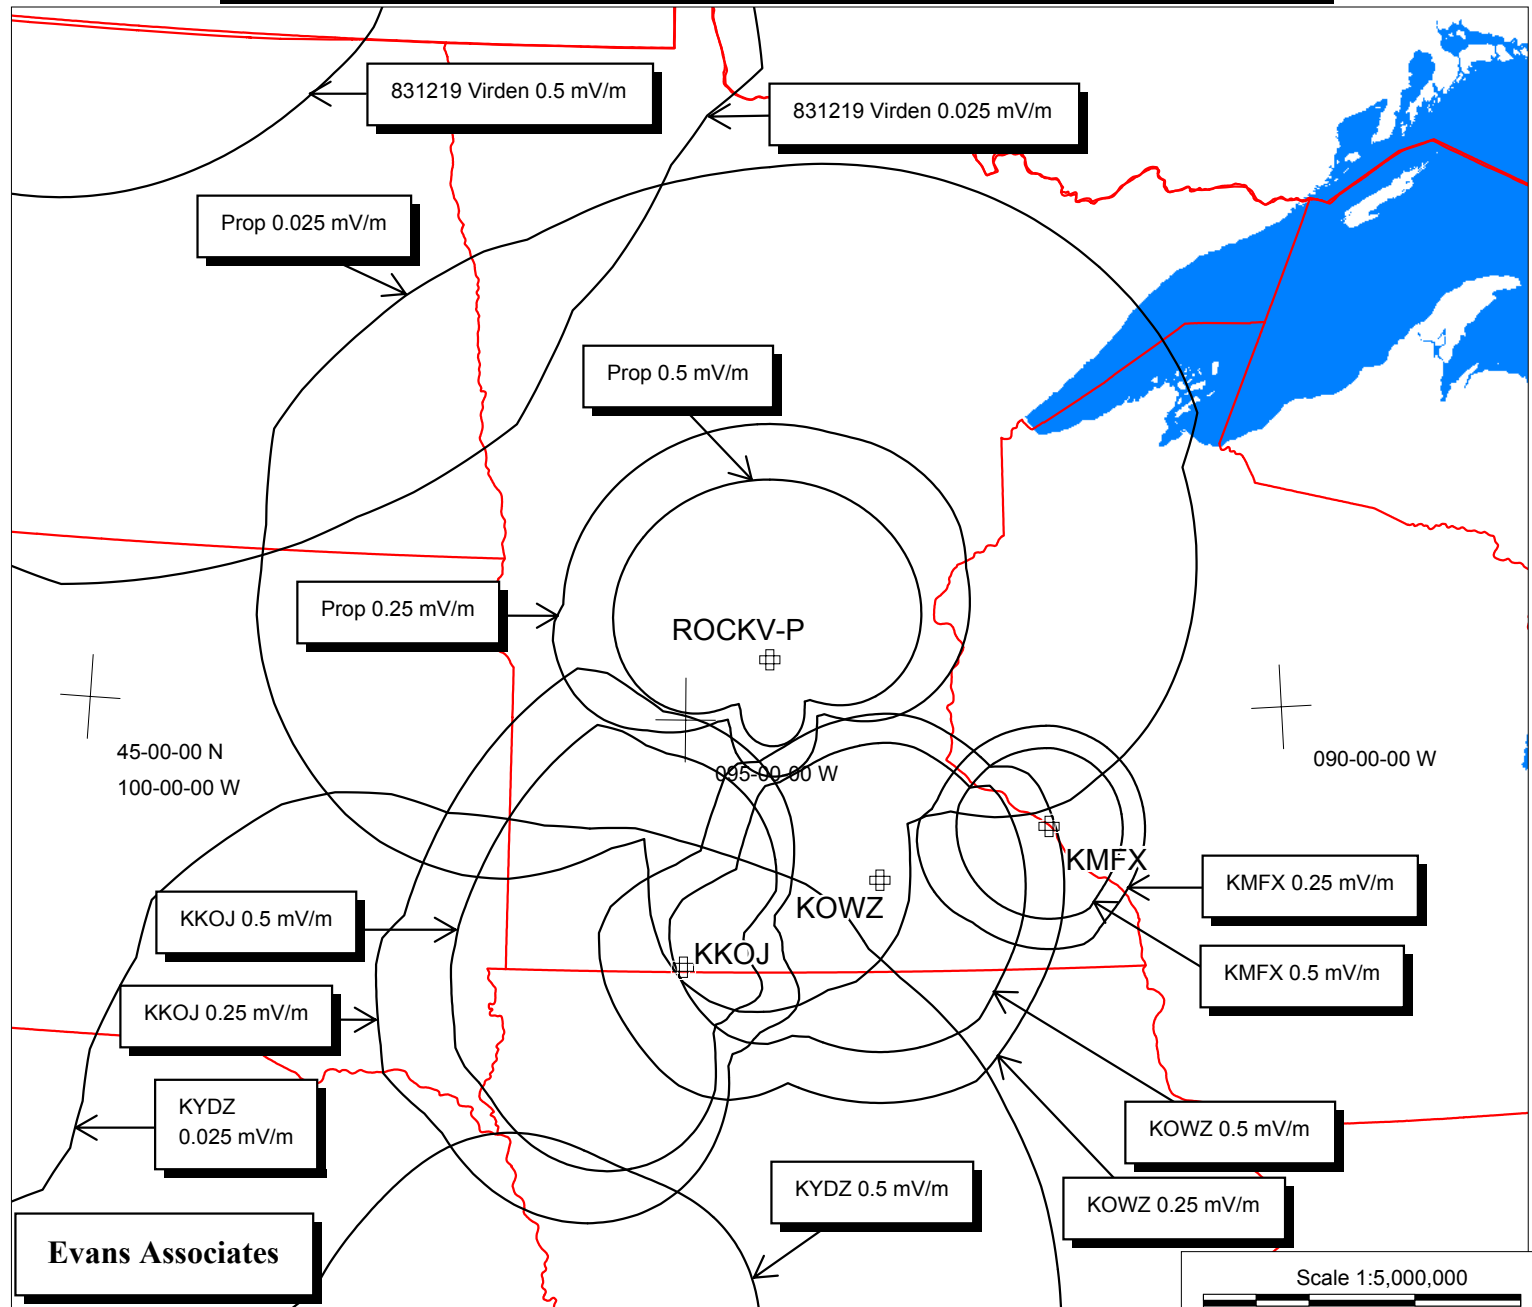 831219 Virden 0.5 mV/m
831219 Virden 0.025 mV/m
Prop 0.025 mV/m
Prop 0.5 mV/m
Prop 0.25 mV/m
ROCKV-P
45-00-00 N
100-00-00 W
095-00-00 W
090-00-00 W
KMFX
KMFX 0.25 mV/m
KOWZ
KKOJ 0.5 mV/m
KKOJ
KMFX 0.5 mV/m
KKOJ 0.25 mV/m
KYDZ
0.025 mV/m
KOWZ 0.5 mV/m
KYDZ 0.5 mV/m
KOWZ 0.25 mV/m
Evans Associates
Scale 1:5,000,000